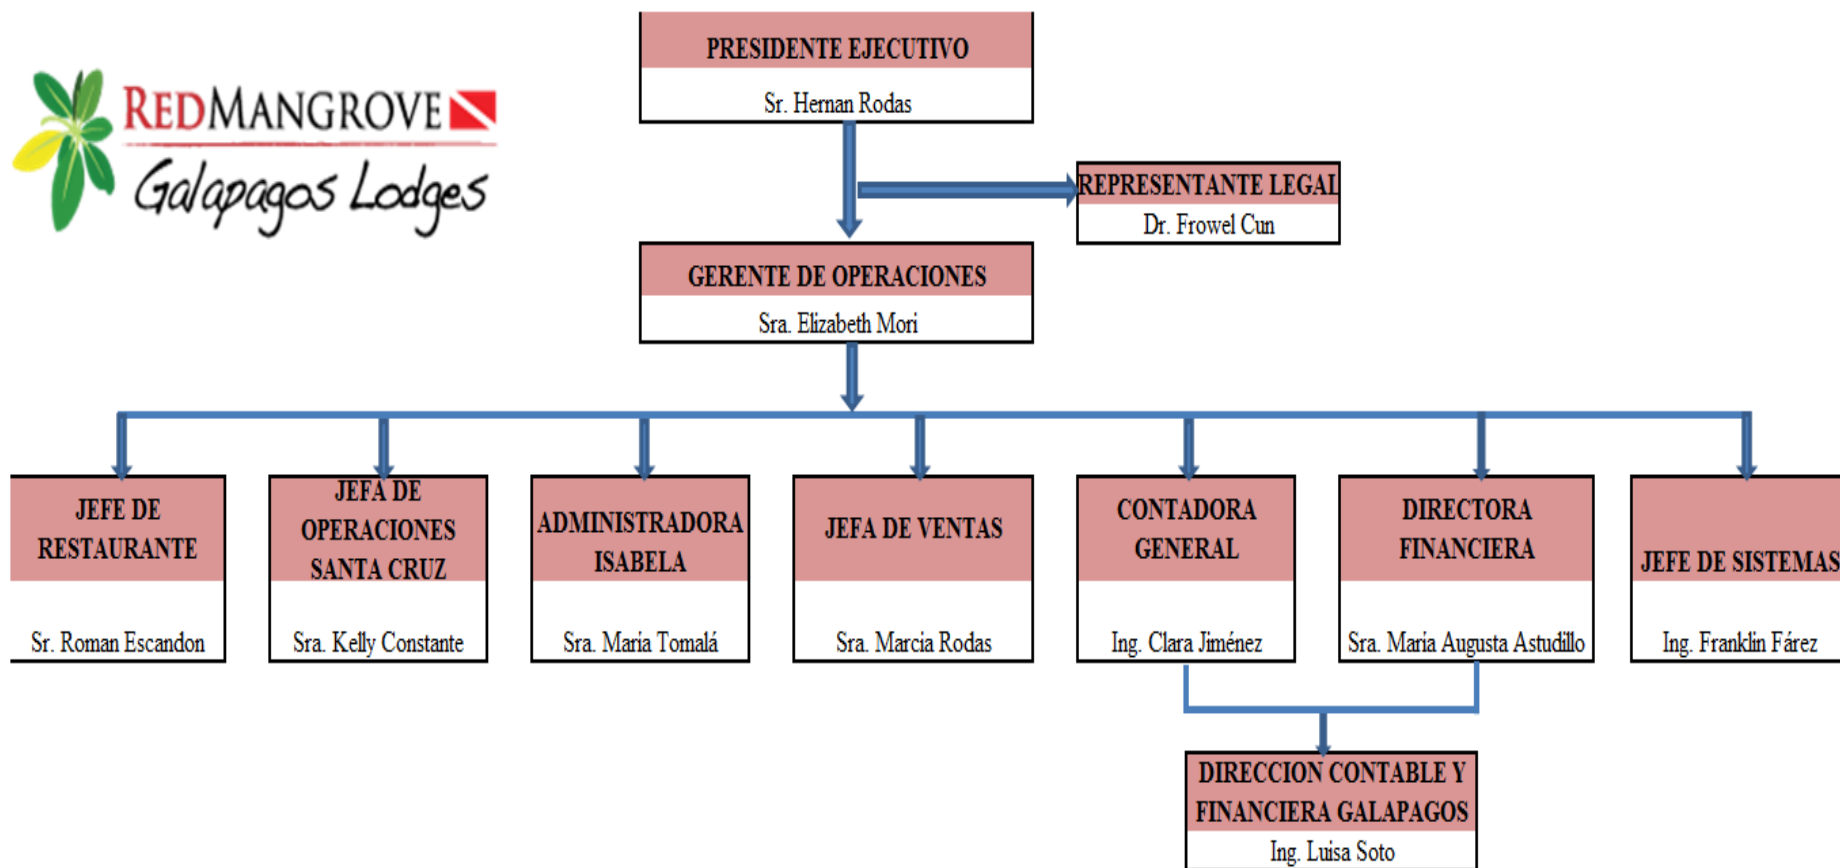 PRESIDENTE EJECUTIVO
Sr. Hernan Rodas
REDMANGROVE
Galapagos Lodges
REPRESENTANTE LEGAL
Dr. Frowel Cun
GERENTE DE OPERACIONES
Sra. Elizabeth Mori
JEFE DE
RESTAURANTE
Sr. Roman Escandon
JEFA DE
OPERACIONES
SANTA CRUZ
Sra. Kelly Constante
ADMINISTRADORA
ISABELA
Sra. María Tomalá
JEFA DE VENTAS
Sra. Marcia Rodas
CONTADORA
GENERAL
Ing. Clara Jiménez
DIRECTORA
FINANCIERA
Sra. María Augusta Astudillo
JEFE DE SISTEMAS
Ing. Franklin Fárez
DIRECCION CONTABLE Y
FINANCIERA GALAPAGOS
Ing. Luisa Soto